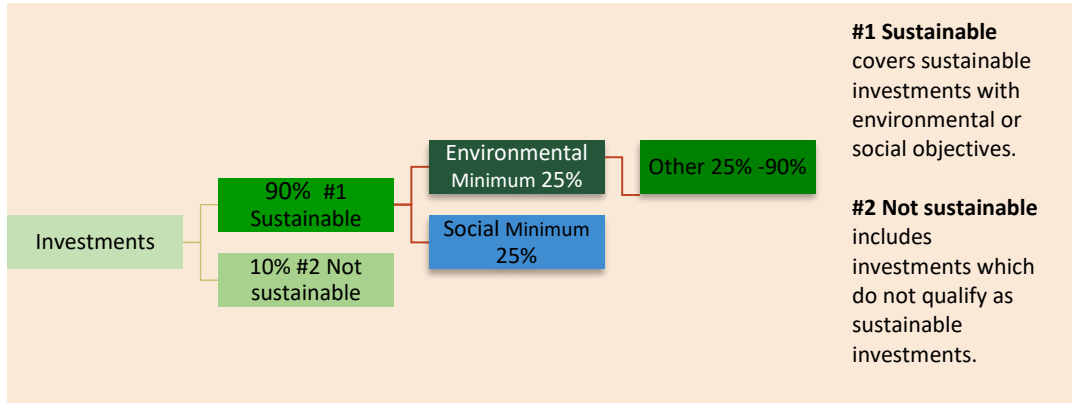 Investments
90% #1
Sustainable
10% #2 Not
sustainable
Environmental
Minimum 25%
Social Minimum
25%
Other 25% -90%
#1 Sustainable
covers sustainable
investments with
environmental or
social objectives.
#2 Not sustainable
includes
investments which
do not qualify as
sustainable
investments.